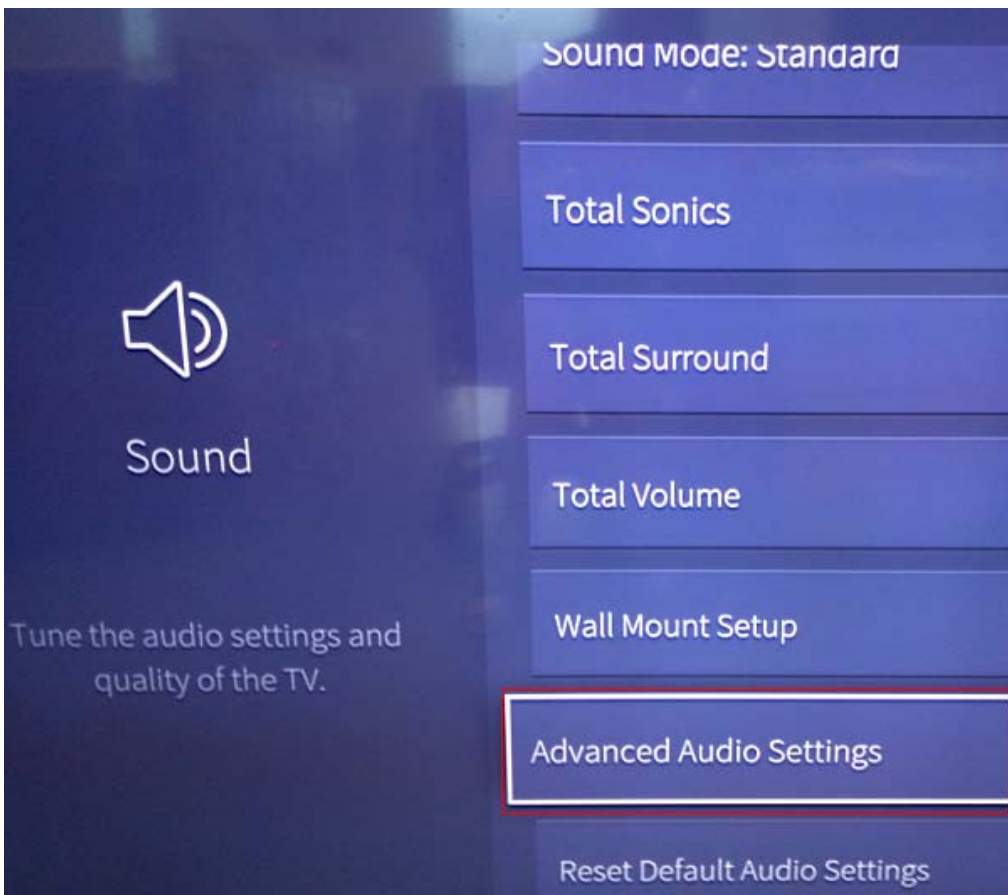 Sound Mode: Standard
Total Sonics
Total Surround
Sound
Total Volume
Wall Mount Setup
Tune the audio settings and
quality of the TV.
Advanced Audio Settings
Reset Default Audio Settings